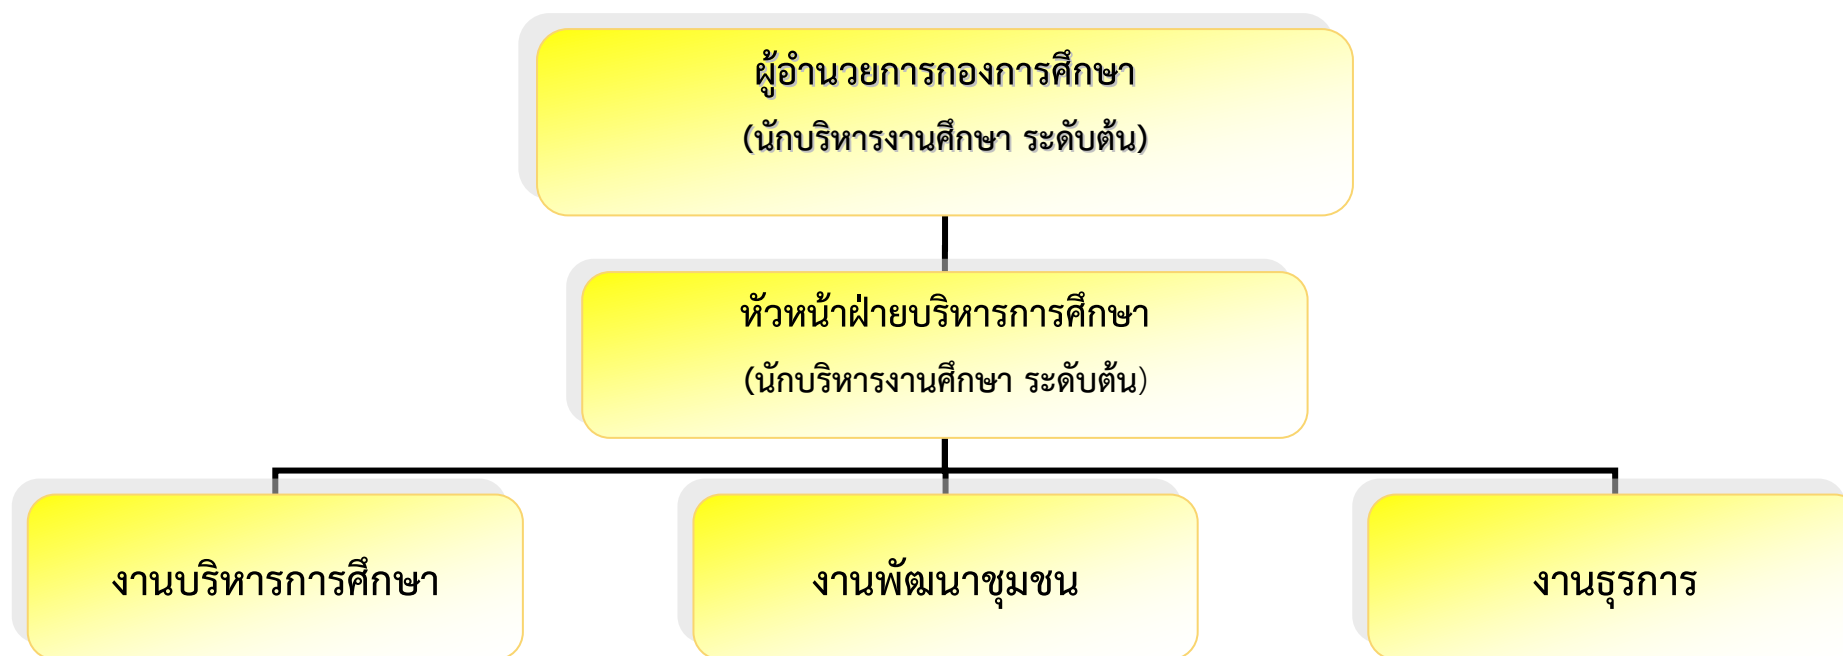 ผู้อำนวยการกองการศึกษา
(นักบริหารงานศึกษา ระดับต้น)
หัวหน้าฝ่ายบริหารการศึกษา
(นักบริหารงานศึกษา ระดับต้น)
งานบริหารการศึกษา
งานพัฒนาชุมชน
งานธุรการ